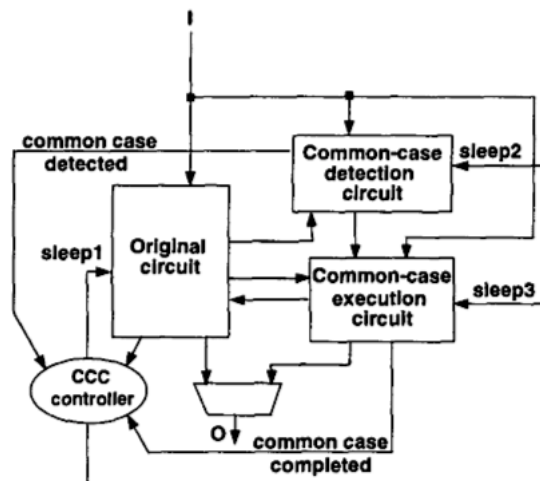 I
common case
detected
Common-case
detection
circuit
sleep2
sleep1
Original
circuit
Common-case
execution
circuit
sleep3
CCC
controller
O
common case
completed